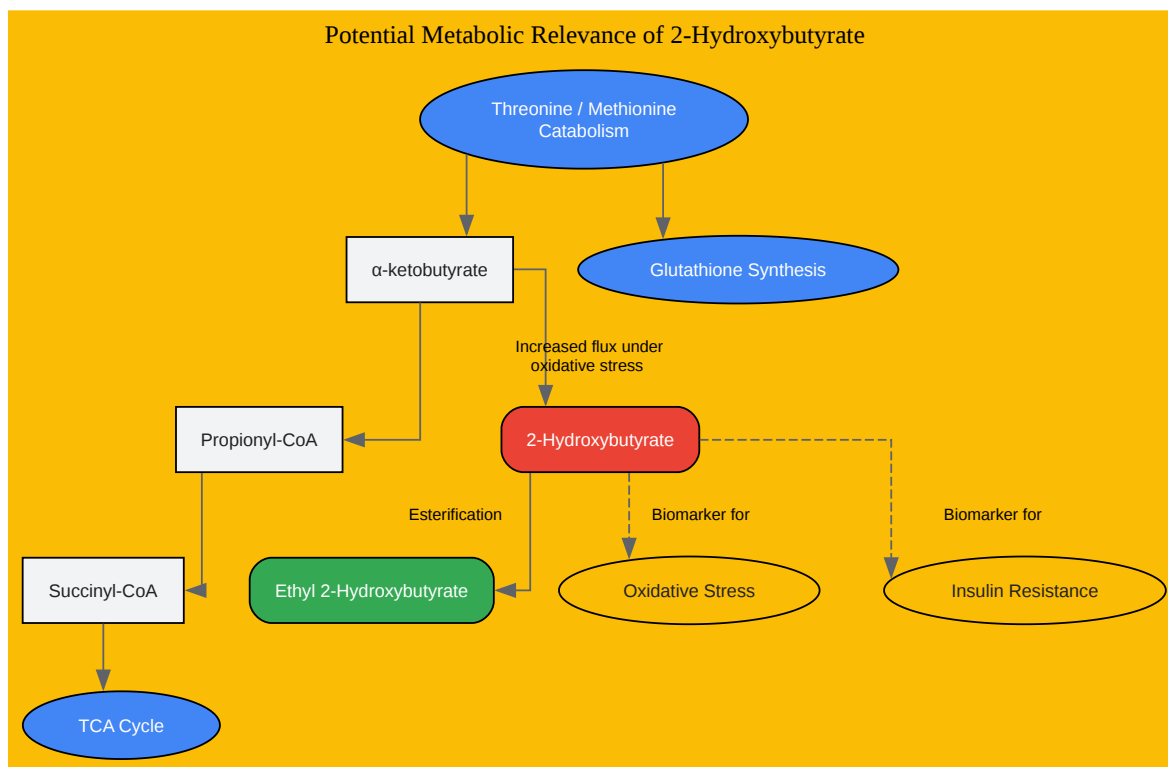 Potential Metabolic Relevance of 2-Hydroxybutyrate
Threonine / Methionine
Catabolism
α-ketobutyrate
Glutathione Synthesis
Increased flux under
oxidative stress
Propionyl-CoA
2-Hydroxybutyrate
Esterification
Biomarker for
Biomarker for
Succinyl-CoA
Ethyl 2-Hydroxybutyrate
Oxidative Stress
Insulin Resistance
TCA Cycle